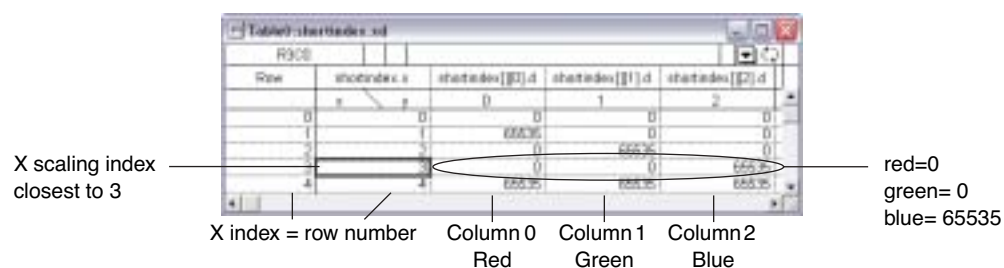 Table0:shortindex.xd
R3C0
Row shortindex.x shortindex[][0].d shortindex[][1].d shortindex[][2].d
x y 0 1 2
0 0 0 0 0
1 1 65535 0 0
2 2 0 65535 0
3 3 0 0 65535
4 4 65535 65535 65535
X scaling index
closest to 3
red=0
green= 0
blue= 65535
X index = row number
Column 0
Red
Column 1
Green
Column 2
Blue